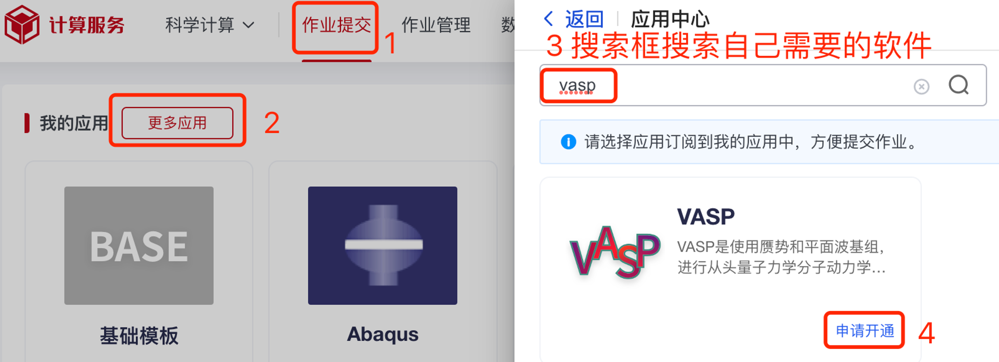 计算服务
科学计算
作业提交
1
作业管理
数
我的应用
更多应用
2
BASE
基础模板
Abaqus
返回
应用中心
3 搜索框搜索自己需要的软件
vasp
请选择应用订阅到我的应用中，方便提交作业。
VASP
VASP
VASP是使用赝势和平面波基组，
进行从头量子力学分子动力学...
申请开通
4